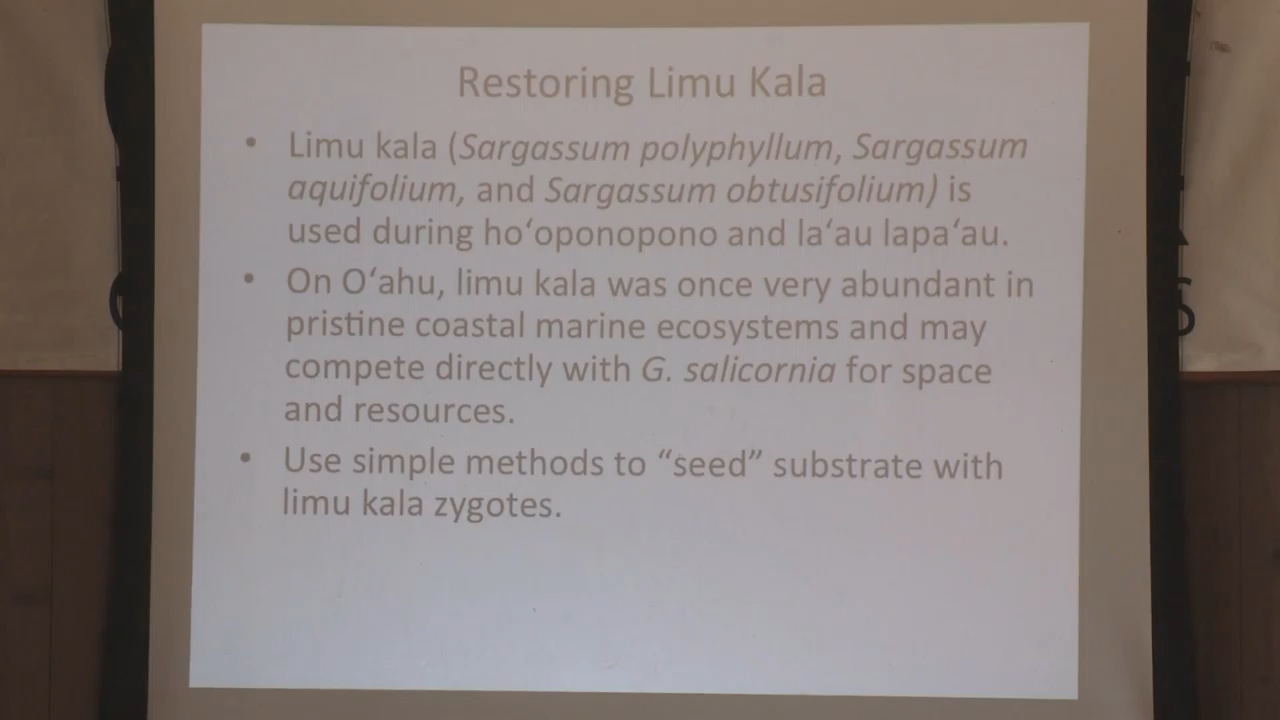 Restoring Limu Kala
• Limu kala (Sargassum polyphyllum, Sargassum
aquifolium, and Sargassum obtusifolium) is
used during hoʻoponopono and laʻau lapaʻau.
• On Oʻahu, limu kala was once very abundant in
pristine coastal marine ecosystems and may
compete directly with G. salicornia for space
and resources.
• Use simple methods to “seed” substrate with
limu kala zygotes.